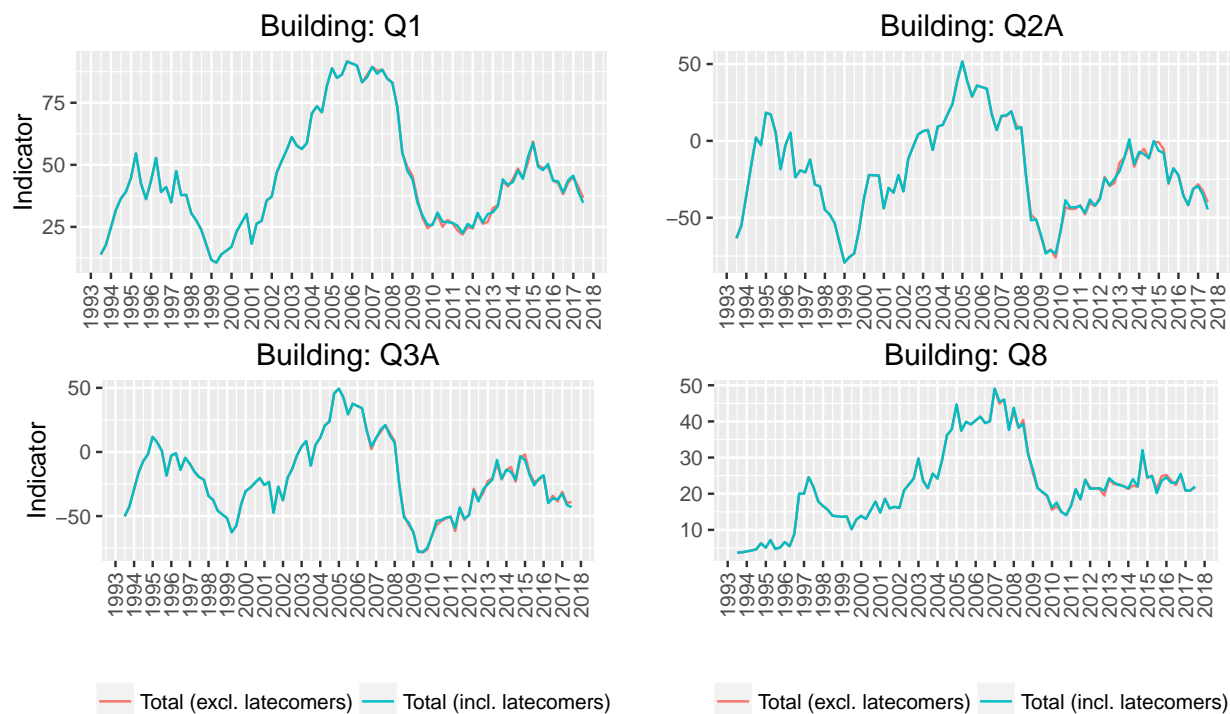 Building: Q1
Indicator
75
50
25
1993 1994 1995 1996 1997 1998 1999 2000 2001 2002 2003 2004 2005 2006 2007 2008 2009 2010 2011 2012 2013 2014 2015 2016 2017 2018
Building: Q2A
50
0
−50
1993 1994 1995 1996 1997 1998 1999 2000 2001 2002 2003 2004 2005 2006 2007 2008 2009 2010 2011 2012 2013 2014 2015 2016 2017 2018
Building: Q3A
Indicator
50
0
−50
1993 1994 1995 1996 1997 1998 1999 2000 2001 2002 2003 2004 2005 2006 2007 2008 2009 2010 2011 2012 2013 2014 2015 2016 2017 2018
Building: Q8
50
40
30
20
10
1993 1994 1995 1996 1997 1998 1999 2000 2001 2002 2003 2004 2005 2006 2007 2008 2009 2010 2011 2012 2013 2014 2015 2016 2017 2018
Total (excl. latecomers) Total (incl. latecomers)
Total (excl. latecomers) Total (incl. latecomers)